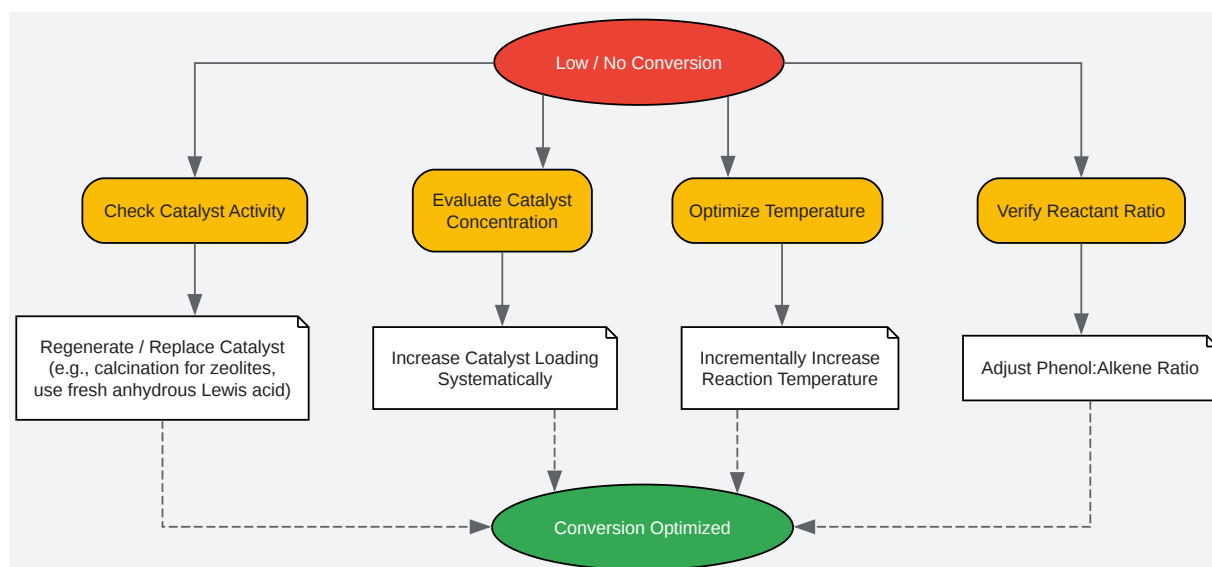 Low / No Conversion
Check Catalyst Activity
Evaluate Catalyst
Concentration
Optimize Temperature
Verify Reactant Ratio
Regenerate / Replace Catalyst
(e.g., calcination for zeolites,
use fresh anhydrous Lewis acid)
Increase Catalyst Loading
Systematically
Incrementally Increase
Reaction Temperature
Adjust Phenol:Alkene Ratio
Conversion Optimized